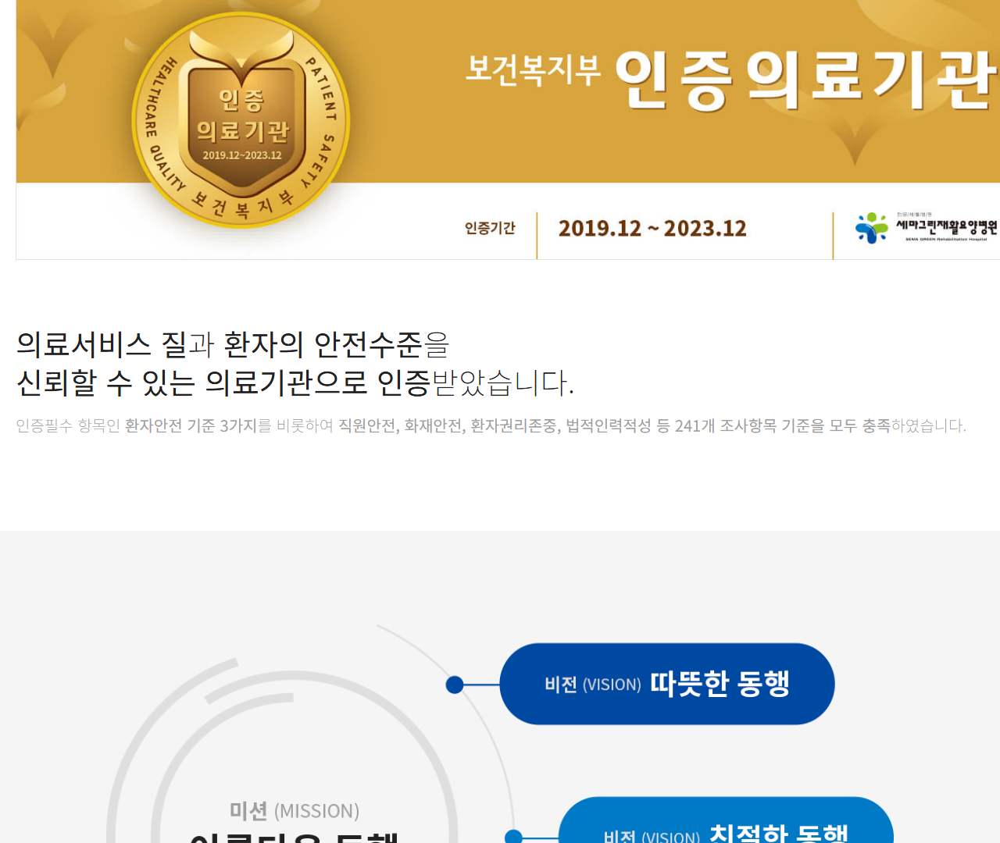 HEALTHCARE QUALITY
PATIENT SAFETY
인증
의료기관
2019.12~2023.12
보건복지부
보건복지부 인증의료기관
인증기간
2019.12 ~ 2023.12
세마그린재활요양병원
SEMA GREEN Rehabilitation Hospital
의료서비스 질과 환자의 안전수준을
신뢰할 수 있는 의료기관으로 인증받았습니다.
인증필수 항목인 환자안전 기준 3가지를 비롯하여 직원안전, 화재안전, 환자권리존중, 법적인력적성 등 241개 조사항목 기준을 모두 충족하였습니다.
비전 (VISION) 따뜻한 동행
미션 (MISSION)
아름다운 동행
비전 (VISION) 친절한 동행